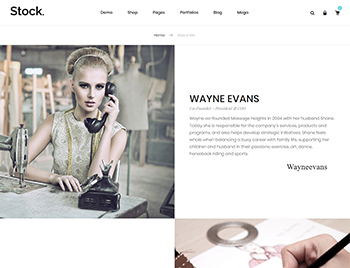 Stock.
Demo Shop Pages Portfolios Blog Mega
Home
WAYNE EVANS
Co-Founder – President & CEO
Wayne co-founded Massage Heights in 2004 with her husband Shane.
Today she is responsible for the company's services, products and
programs, and also helps develop strategic initiatives. Shane feels
whole when balancing a busy career with family life, supporting her
children and husband in their passions: exercise, art, dance,
horseback riding and sports.
Wayneevans